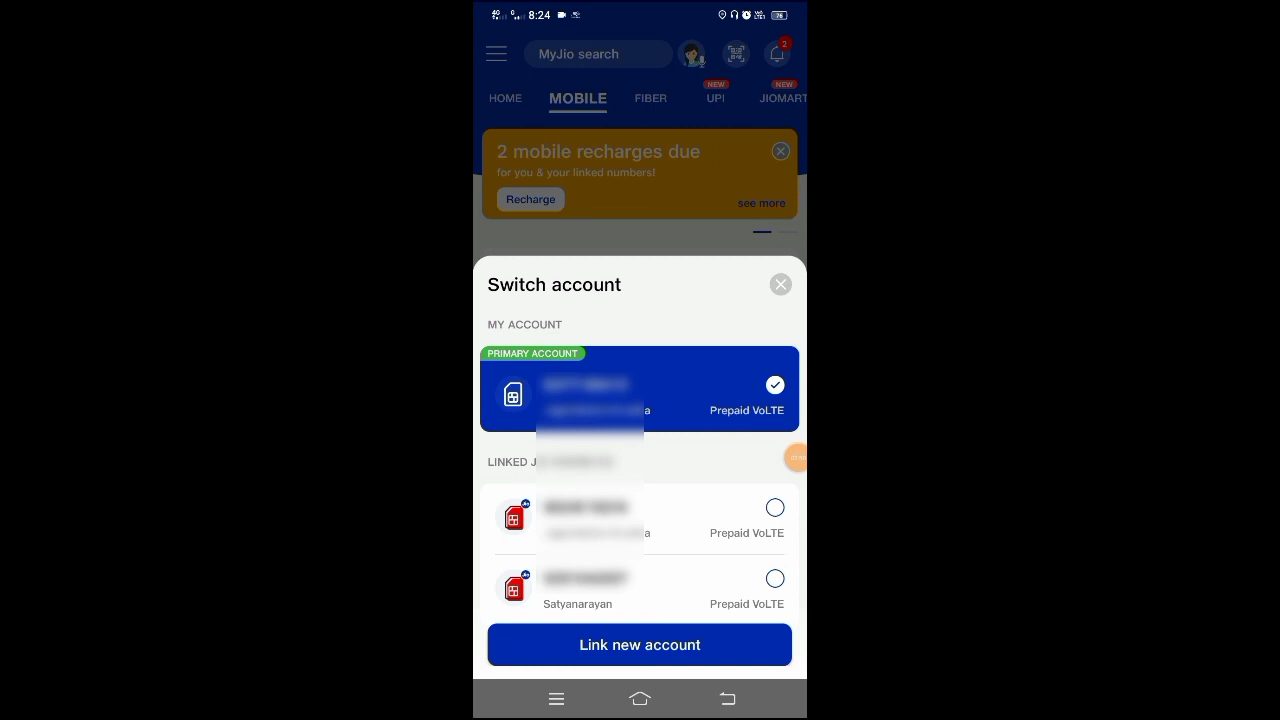 8:24
76
MyJio search
2
HOME
MOBILE
FIBER
NEW
UPI
NEW
JIOMART
2 mobile recharges due
for you & your linked numbers!
Recharge
see more
Switch account
MY ACCOUNT
PRIMARY ACCOUNT
Prepaid VoLTE
LINKED
Prepaid VoLTE
Satyanarayan
Prepaid VoLTE
Link new account